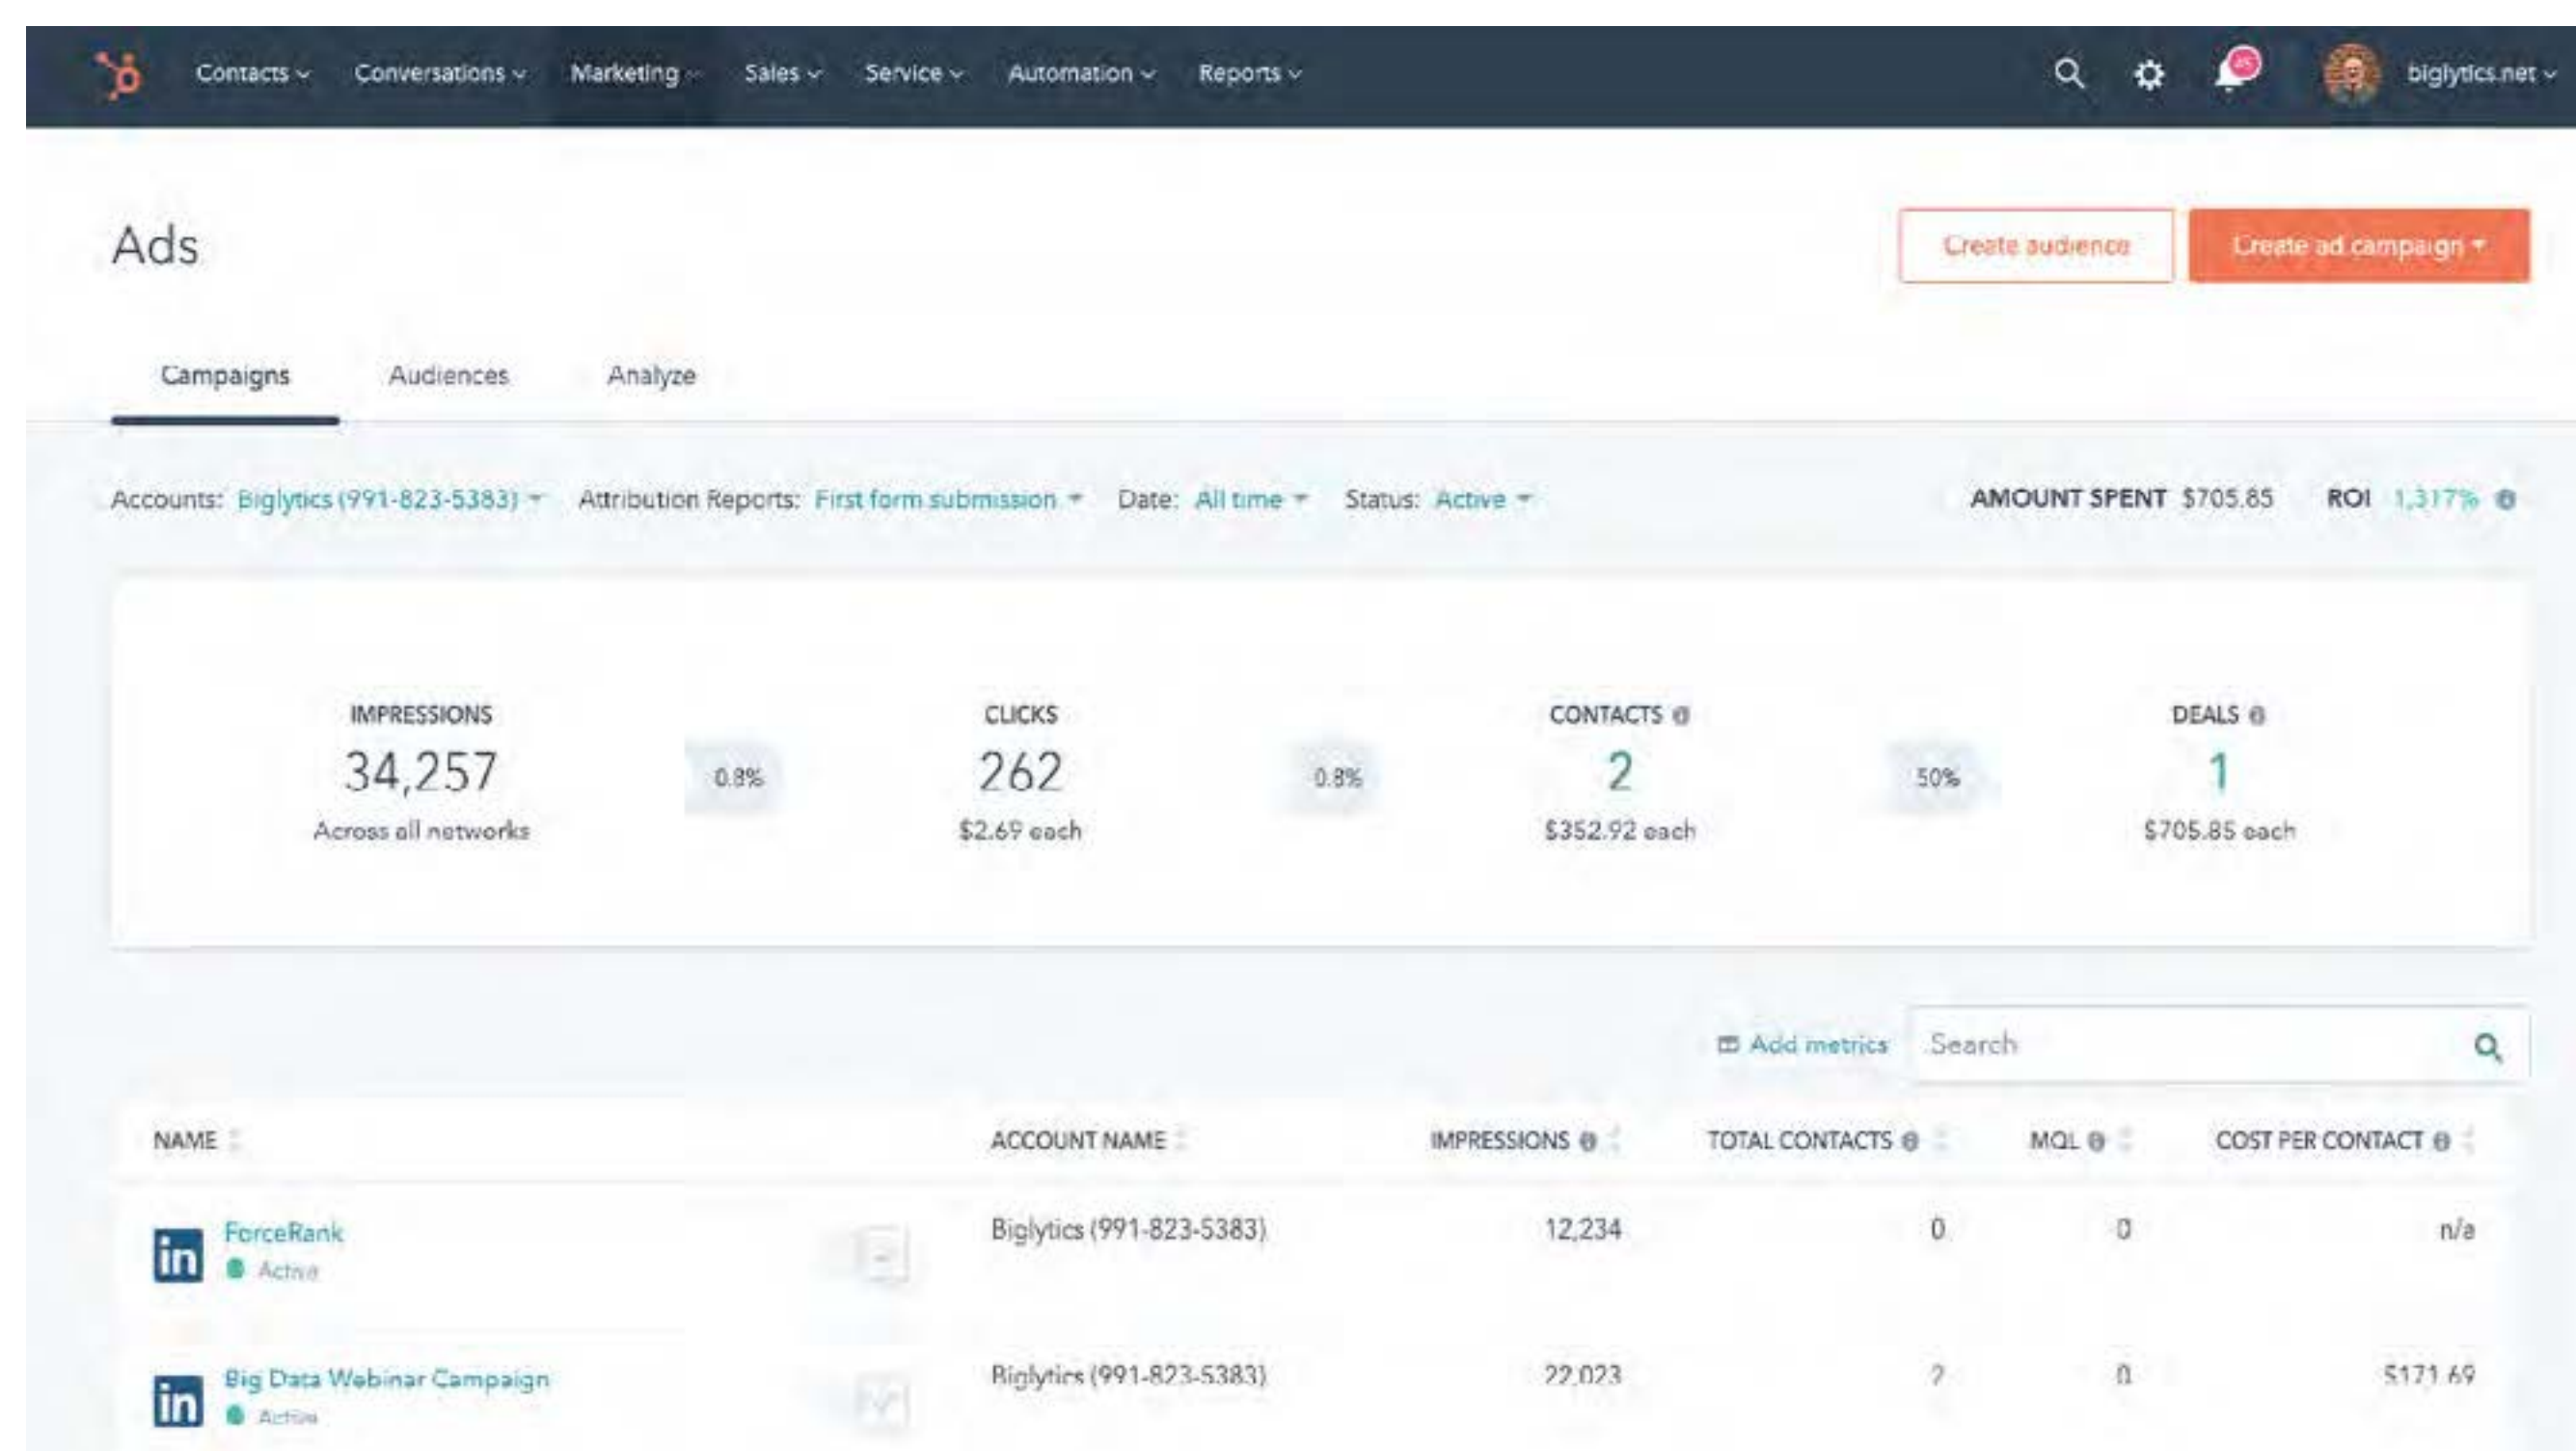 Contacts Conversations Marketing Sales Service Automation Reports biglytics.net
Ads
Create audience Create ad campaign
Campaigns Audiences Analyze
Accounts: Biglytics (991-823-5383) Attribution Reports: First form submission Date: All time Status: Active AMOUNT SPENT $705.85 ROI 1,317%
IMPRESSIONS CLICKS CONTACTS DEALS
34,257 0.8% 262 0.8% 2 50% 1
Across all networks $2.69 each $352.92 each $705.85 each
Add metrics Search
NAME ACCOUNT NAME IMPRESSIONS TOTAL CONTACTS MQL COST PER CONTACT
in ForceRank Biglytics (991-823-5383) 12,234 0 0 n/a
Active
in Big Data Webinar Campaign Biglytics (991-823-5383) 22,023 2 0 $171.69
Active